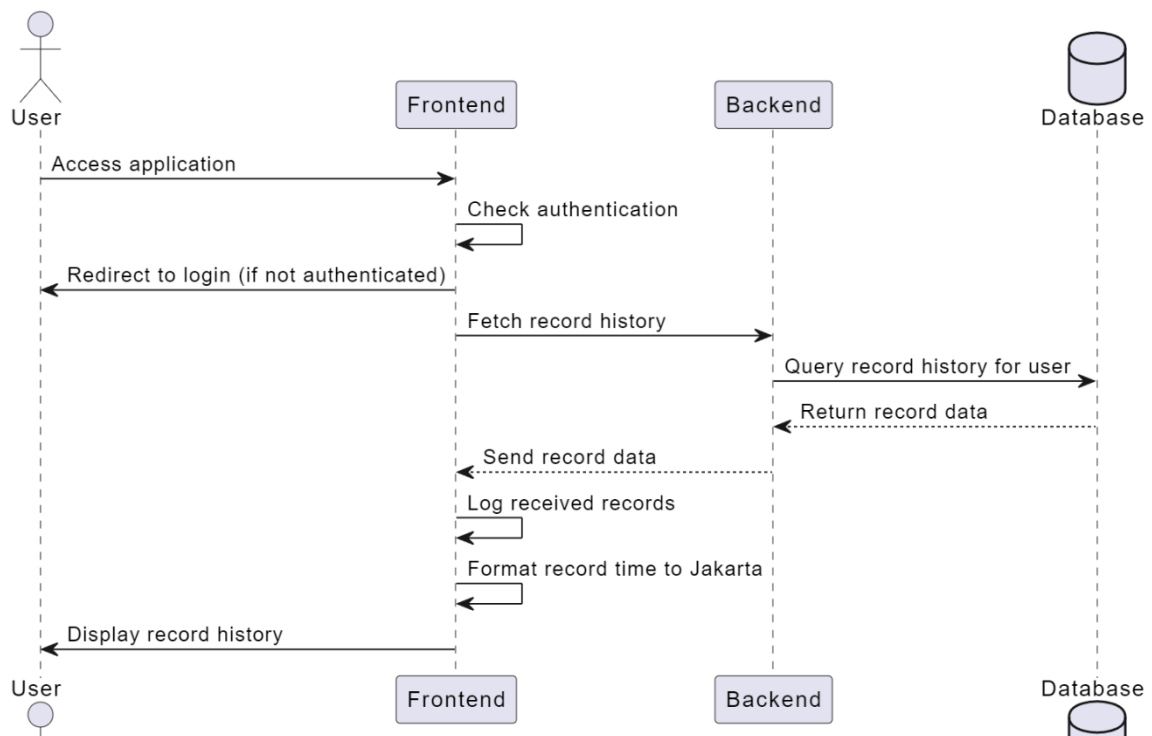 User
Frontend
Backend
Database
Access application
Check authentication
Redirect to login (if not authenticated)
Fetch record history
Query record history for user
Return record data
Send record data
Log received records
Format record time to Jakarta
Display record history
User
Frontend
Backend
Database